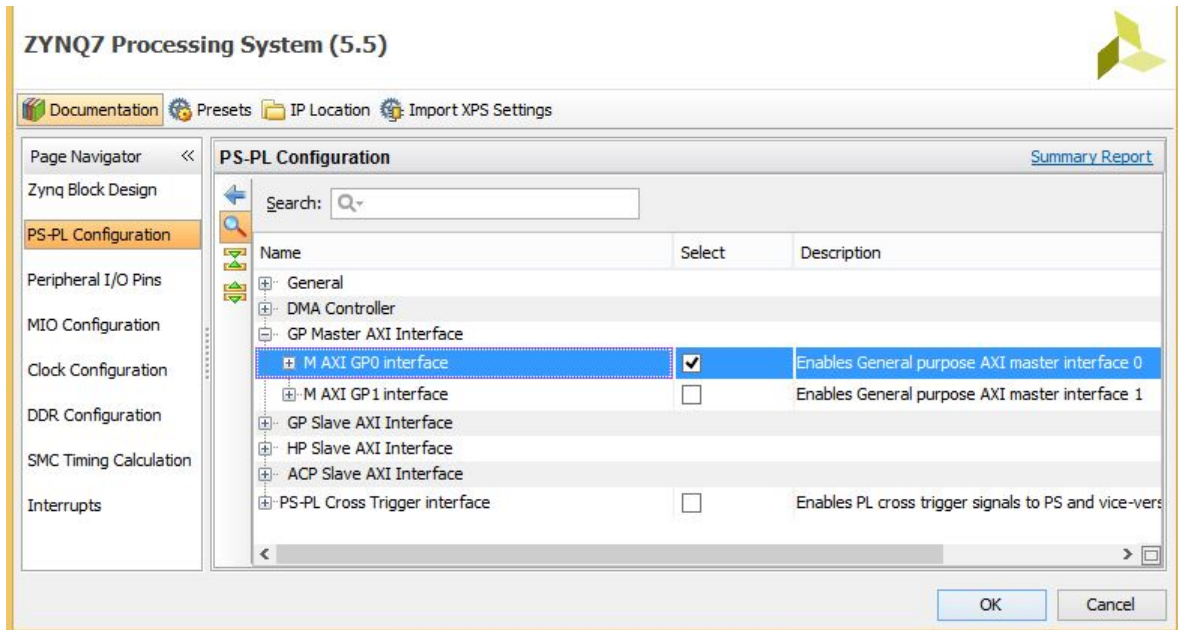 ZYNQ7 Processing System (5.5)
Documentation Presets IP Location Import XPS Settings
Page Navigator «
Zynq Block Design
PS-PL Configuration
Peripheral I/O Pins
MIO Configuration
Clock Configuration
DDR Configuration
SMC Timing Calculation
Interrupts
PS-PL Configuration Summary Report
Search:
Name Select Description
General
DMA Controller
GP Master AXI Interface
M AXI GP0 interface Enables General purpose AXI master interface 0
M AXI GP1 interface Enables General purpose AXI master interface 1
GP Slave AXI Interface
HP Slave AXI Interface
ACP Slave AXI Interface
PS-PL Cross Trigger interface Enables PL cross trigger signals to PS and vice-vers
OK Cancel